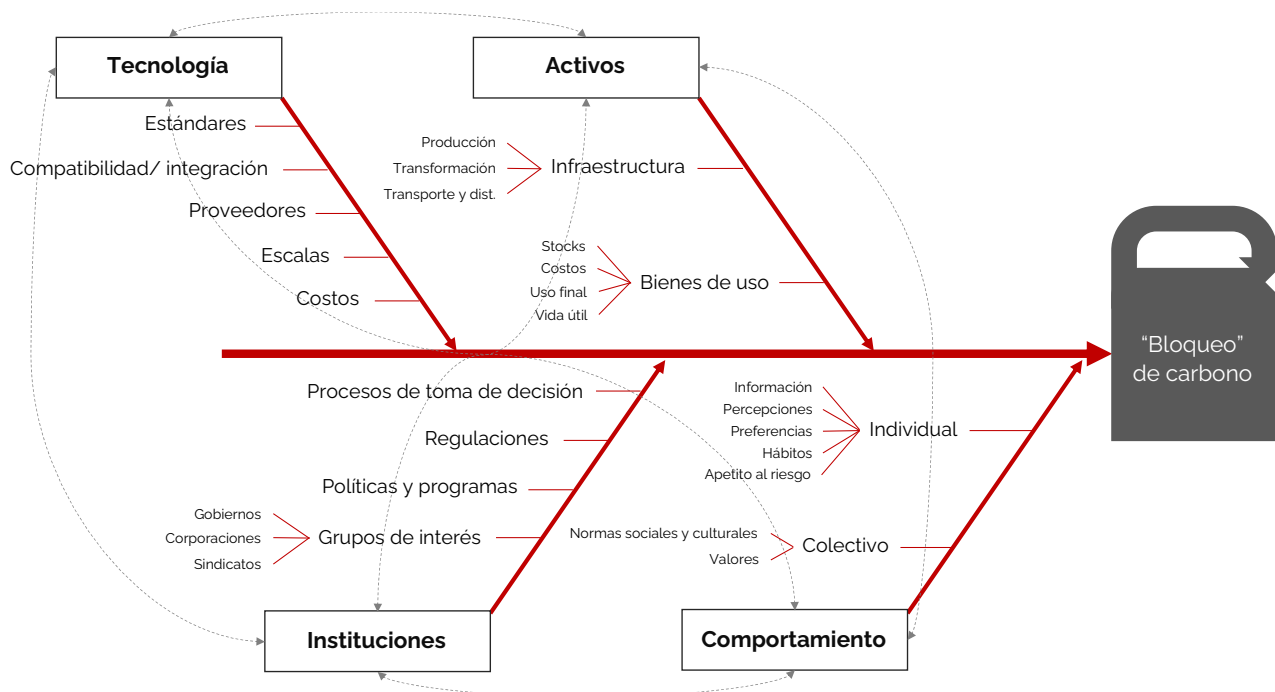 Tecnología
Activos
Estándares
Compatibilidad/ integración
Proveedores
Escalas
Costos
Producción
Transformación
Transporte y dist.
Infraestructura
Stocks
Costos
Uso final
Vida útil
Bienes de uso
“Bloqueo”
de carbono
Procesos de toma de decisión
Regulaciones
Políticas y programas
Gobiernos
Corporaciones
Sindicatos
Grupos de interés
Información
Percepciones
Preferencias
Hábitos
Apetito al riesgo
Individual
Normas sociales y culturales
Valores
Colectivo
Instituciones
Comportamiento